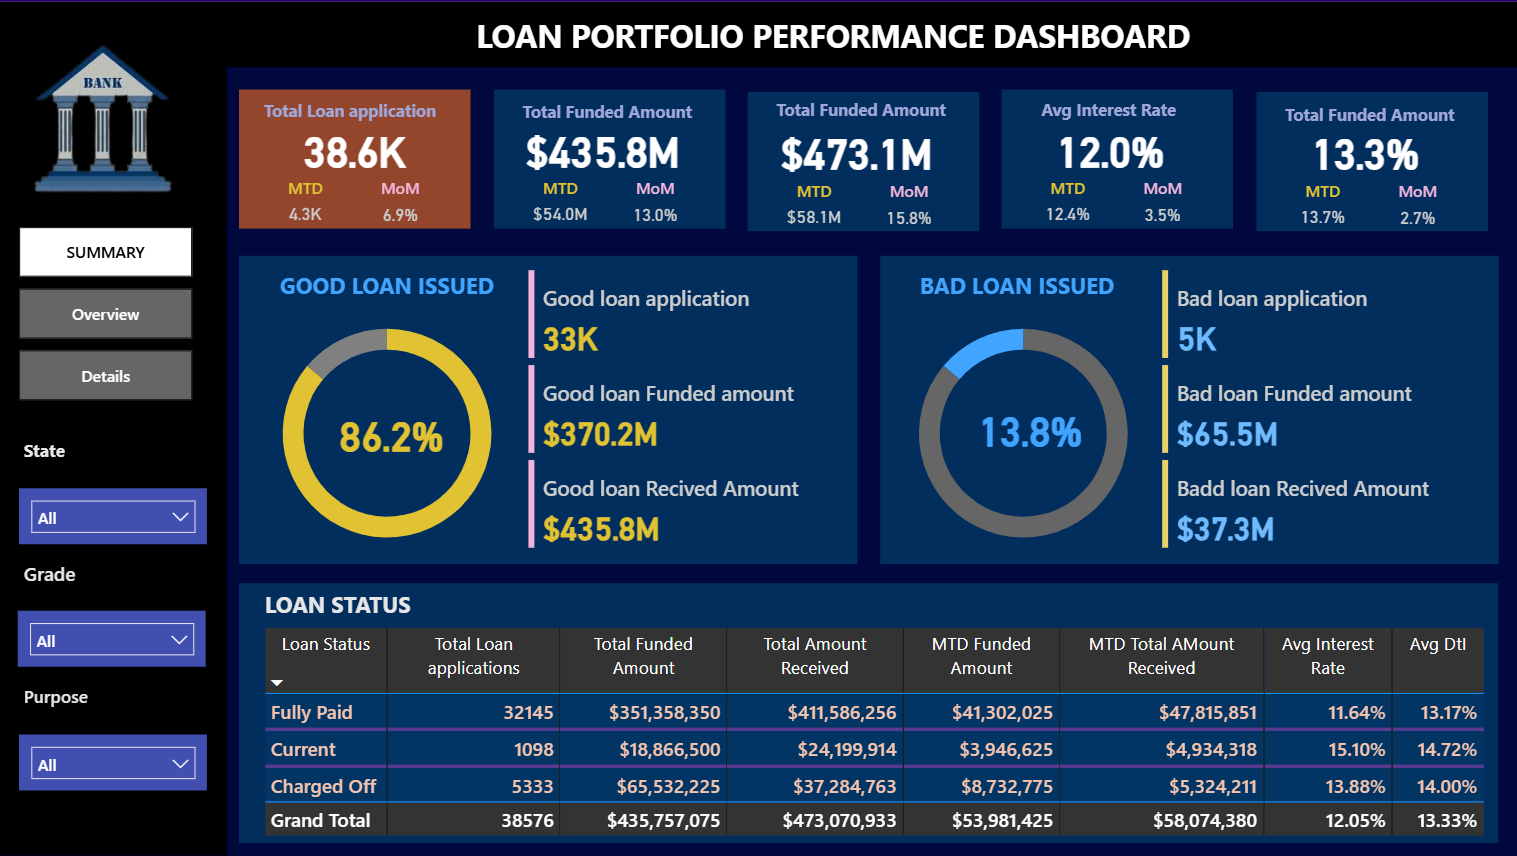 LOAN PORTFOLIO PERFORMANCE DASHBOARD
BANK
SUMMARY
Overview
Details
State
All
Grade
All
Purpose
All
Total Loan application
38.6K
MTD MoM
4.3K 6.9%
Total Funded Amount
$435.8M
MTD MoM
$54.0M 13.0%
Total Funded Amount
$473.1M
MTD MoM
$58.1M 15.8%
Avg Interest Rate
12.0%
MTD MoM
12.4% 3.5%
Total Funded Amount
13.3%
MTD MoM
13.7% 2.7%
GOOD LOAN ISSUED
86.2%
Good loan application
33K
Good loan Funded amount
$370.2M
Good loan Recived Amount
$435.8M
BAD LOAN ISSUED
13.8%
Bad loan application
5K
Bad loan Funded amount
$65.5M
Badd loan Recived Amount
$37.3M
LOAN STATUS
Loan Status Total Loan applications Total Funded Amount Total Amount Received MTD Funded Amount MTD Total AMount Received Avg Interest Rate Avg DtI
Fully Paid 32145 $351,358,350 $411,586,256 $41,302,025 $47,815,851 11.64% 13.17%
Current 1098 $18,866,500 $24,199,914 $3,946,625 $4,934,318 15.10% 14.72%
Charged Off 5333 $65,532,225 $37,284,763 $8,732,775 $5,324,211 13.88% 14.00%
Grand Total 38576 $435,757,075 $473,070,933 $53,981,425 $58,074,380 12.05% 13.33%